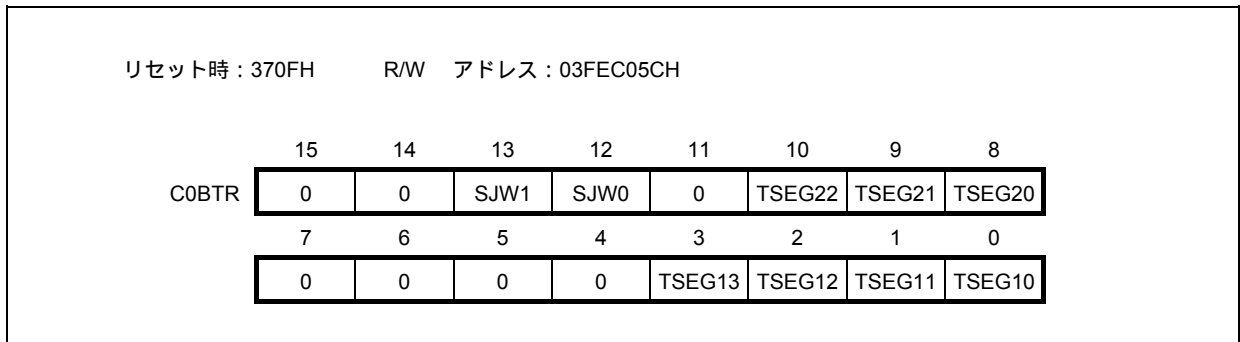 リセット時：370FH R/W アドレス：03FEC05CH
15 14 13 12 11 10 9 8
C0BTR 0 0 SJW1 SJW0 0 TSEG22 TSEG21 TSEG20
7 6 5 4 3 2 1 0
0 0 0 0 TSEG13 TSEG12 TSEG11 TSEG10